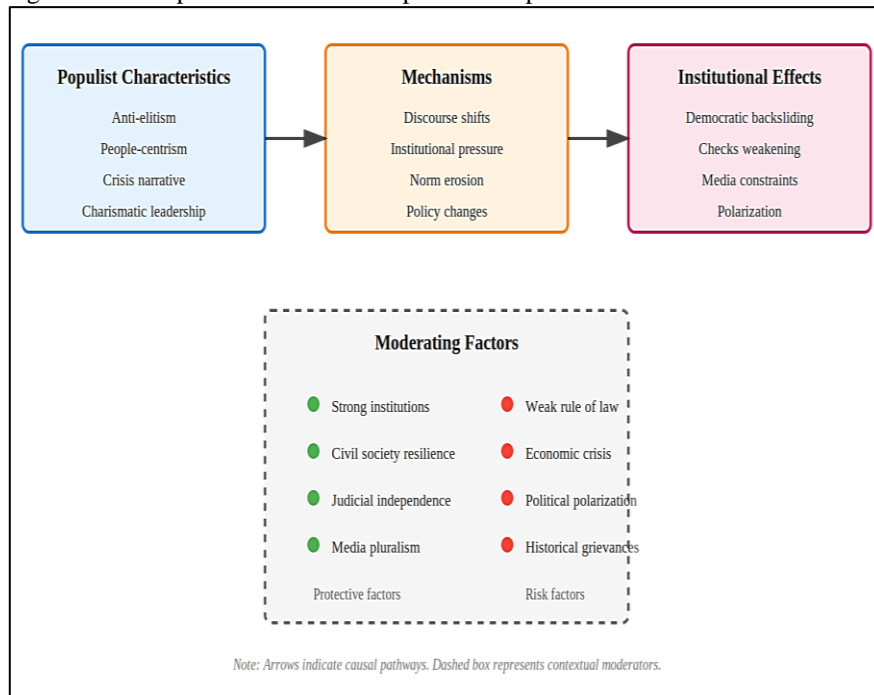 Populist Characteristics
Anti-elitism
People-centrism
Crisis narrative
Charismatic leadership
Mechanisms
Discourse shifts
Institutional pressure
Norm erosion
Policy changes
Institutional Effects
Democratic backsliding
Checks weakening
Media constraints
Polarization
Moderating Factors
Strong institutions
Weak rule of law
Civil society resilience
Economic crisis
Judicial independence
Political polarization
Media pluralism
Historical grievances
Protective factors
Risk factors
Note: Arrows indicate causal pathways. Dashed box represents contextual moderators.